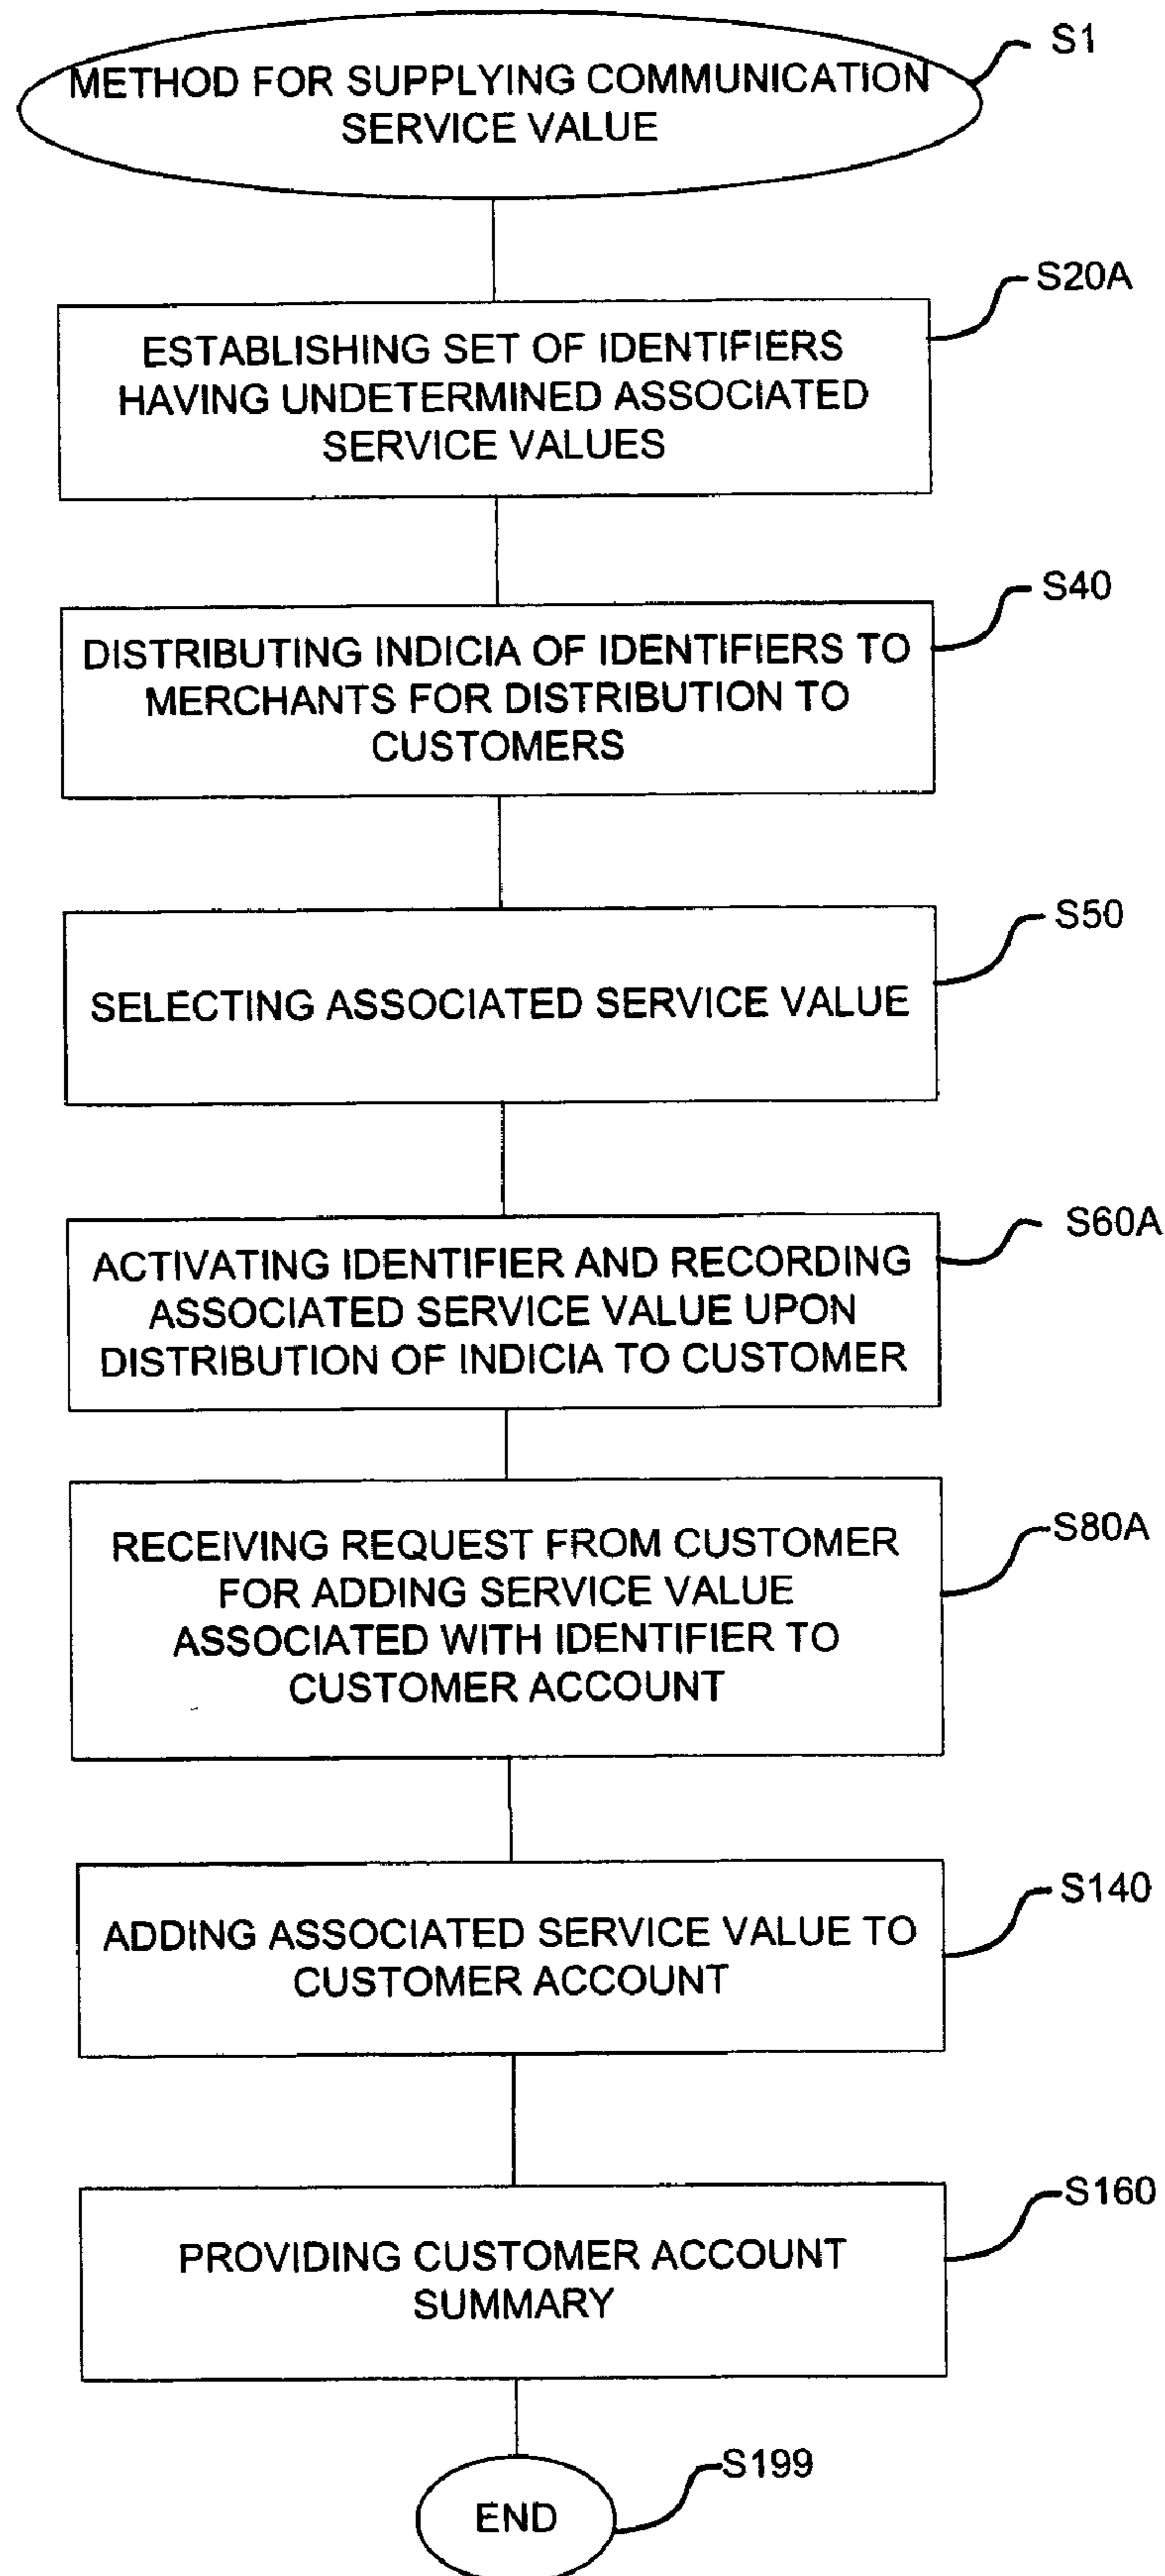 S1
METHOD FOR SUPPLYING COMMUNICATION
SERVICE VALUE
S20A
ESTABLISHING SET OF IDENTIFIERS
HAVING UNDETERMINED ASSOCIATED
SERVICE VALUES
S40
DISTRIBUTING INDICIA OF IDENTIFIERS TO
MERCHANTS FOR DISTRIBUTION TO
CUSTOMERS
S50
SELECTING ASSOCIATED SERVICE VALUE
S60A
ACTIVATING IDENTIFIER AND RECORDING
ASSOCIATED SERVICE VALUE UPON
DISTRIBUTION OF INDICIA TO CUSTOMER
S80A
RECEIVING REQUEST FROM CUSTOMER
FOR ADDING SERVICE VALUE
ASSOCIATED WITH IDENTIFIER TO
CUSTOMER ACCOUNT
S140
ADDING ASSOCIATED SERVICE VALUE TO
CUSTOMER ACCOUNT
S160
PROVIDING CUSTOMER ACCOUNT
SUMMARY
S199
END